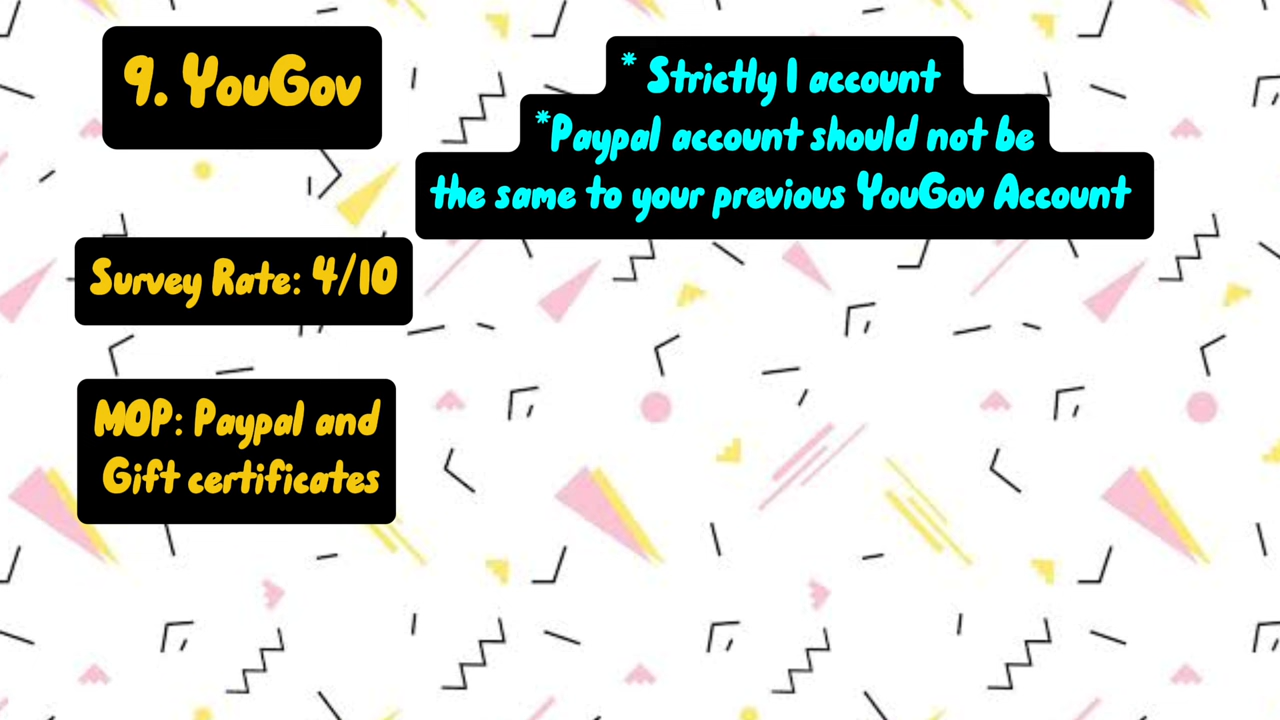 9. YouGov
* Strictly 1 account
*Paypal account should not be
the same to your previous YouGov Account
Survey Rate: 4/10
MOP: Paypal and
Gift certificates